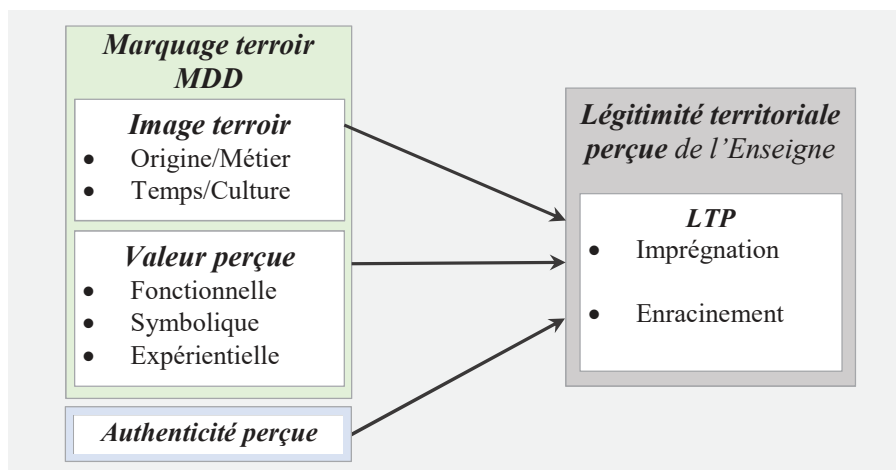 Marquage terroir
MDD
Image terroir
• Origine/Métier
• Temps/Culture
Valeur perçue
• Fonctionnelle
• Symbolique
• Expérientielle
Authenticité perçue
Légitimité territoriale
perçue de l’Enseigne
LTP
• Imprégnation
• Enracinement